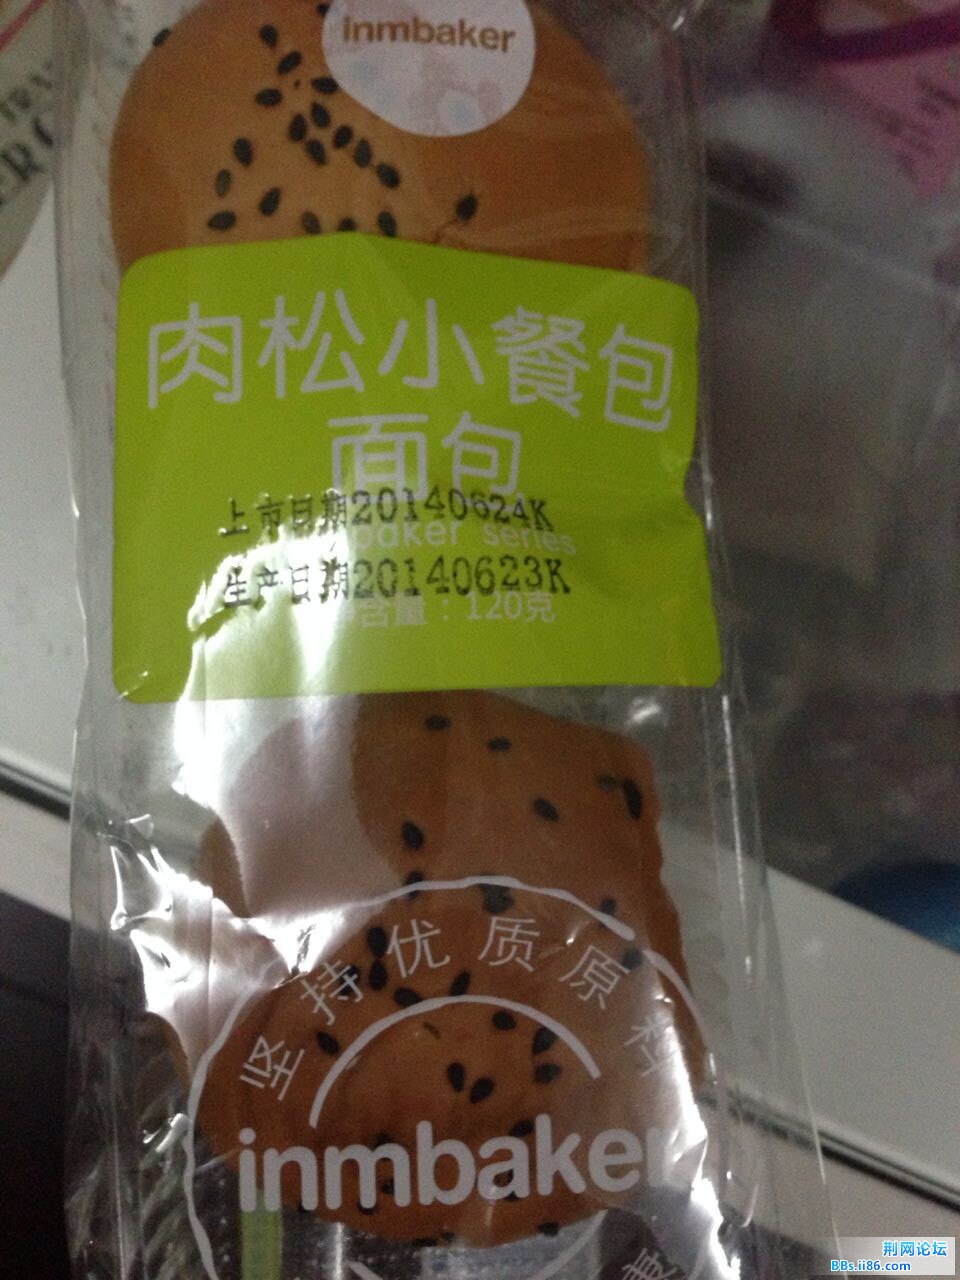 inmbaker
肉松小餐包
面包
上市日期20140624K
baker series
生产日期20140623K
含量：120克
坚持优质原料
inmbaker
荆网论坛
BBs.ii86.com